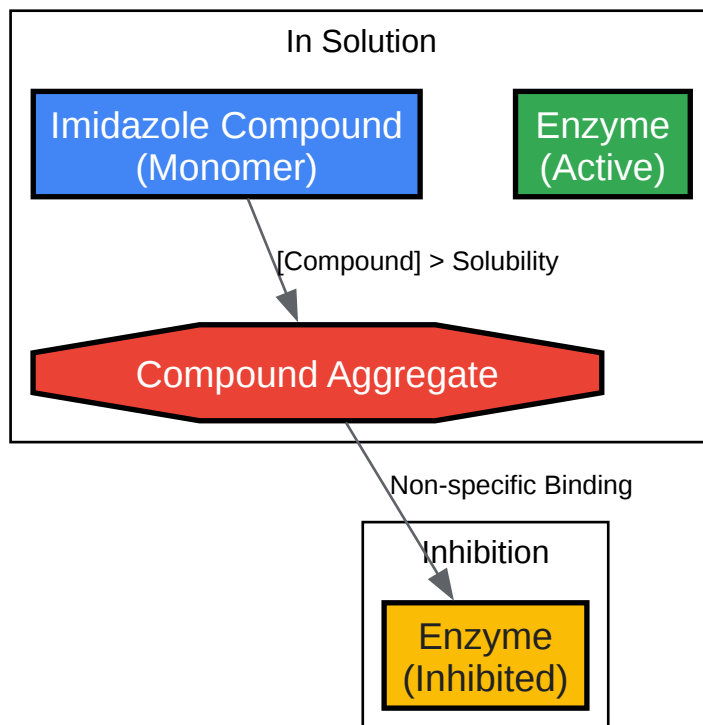 In Solution
Imidazole Compound
(Monomer)
Enzyme
(Active)
[Compound] > Solubility
Compound Aggregate
Non-specific Binding
Inhibition
Enzyme
(Inhibited)